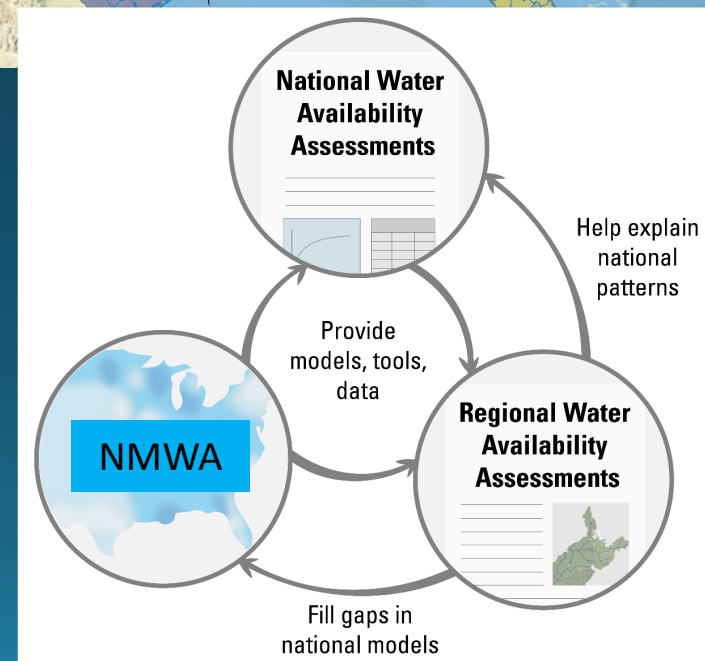 National Water
Availability
Assessments
Help explain
national
patterns
Provide
models, tools,
data
NMWA
Regional Water
Availability
Assessments
Fill gaps in
national models